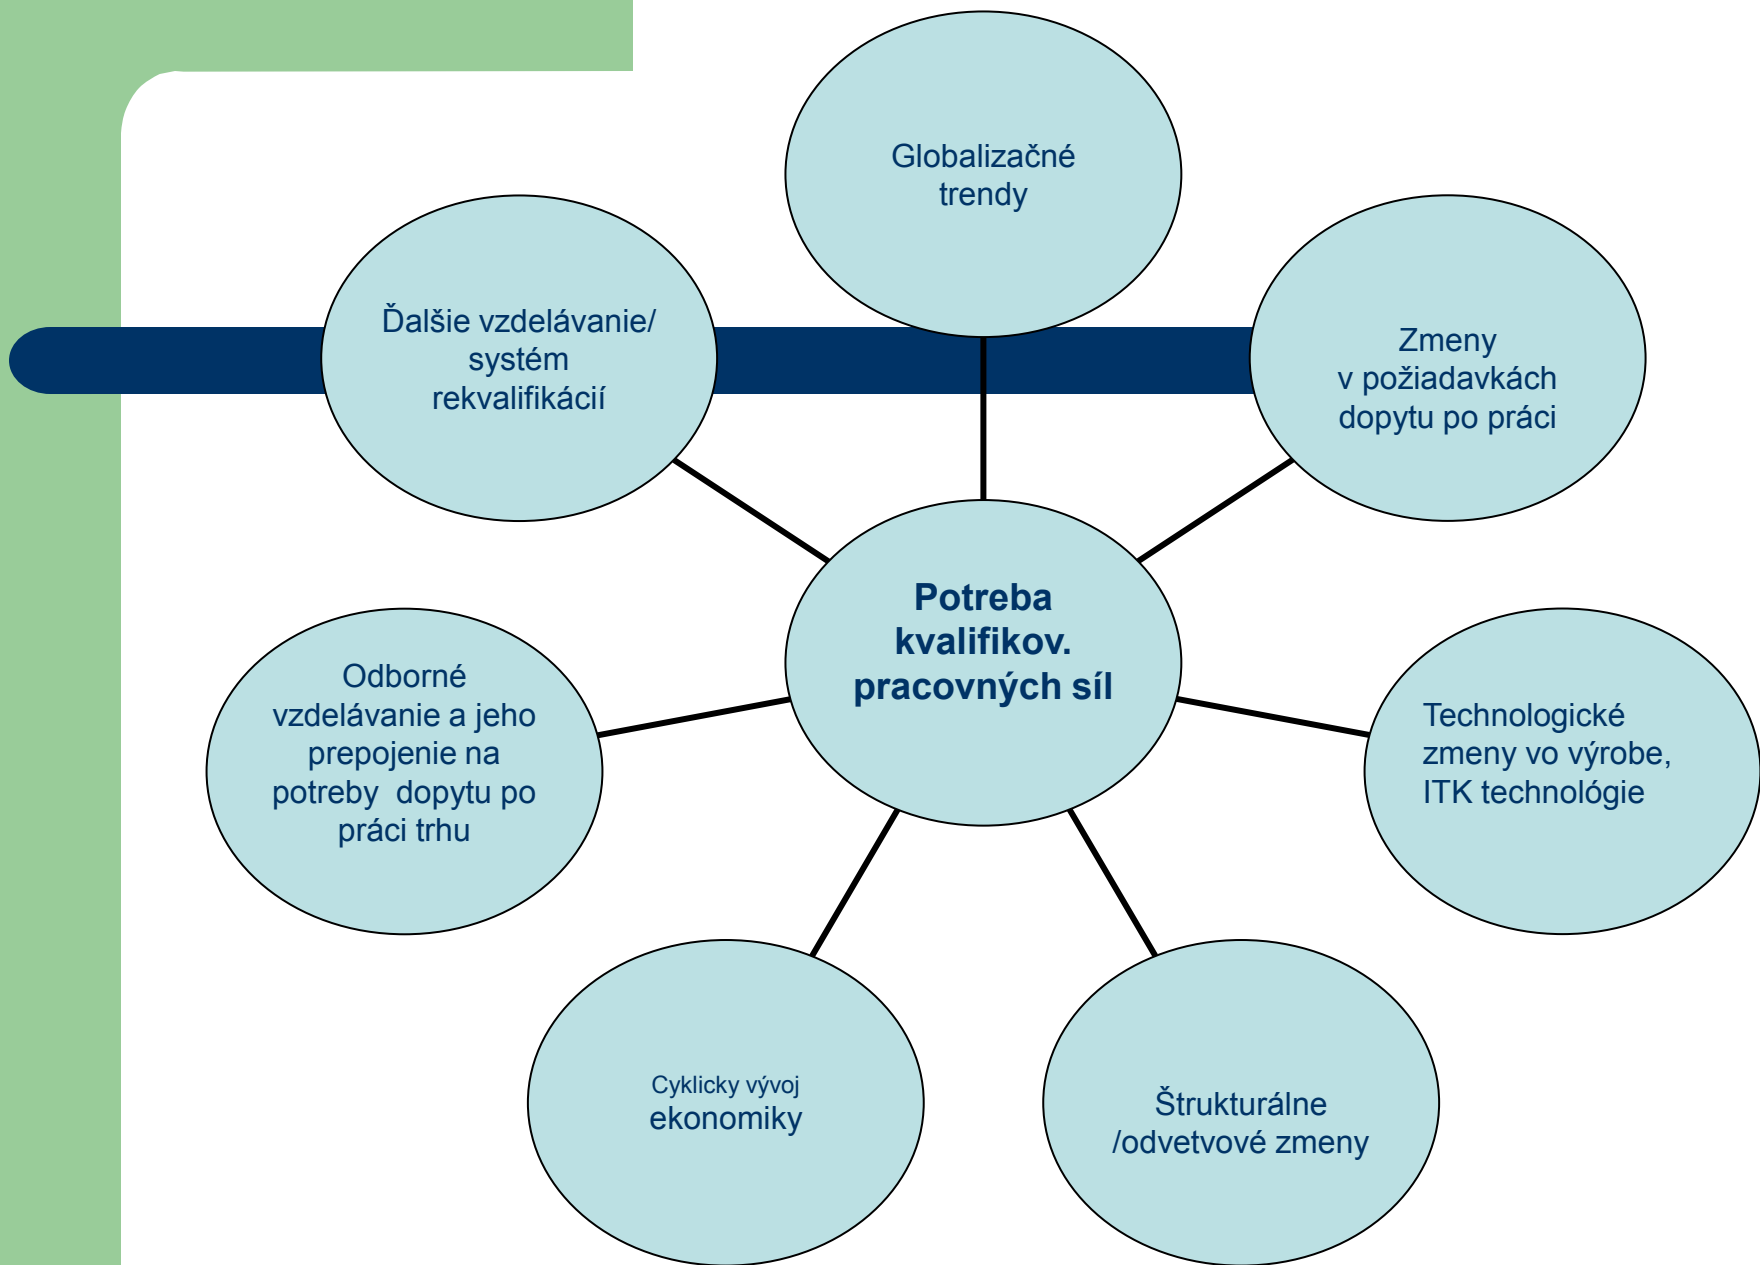 Globalizačné
trendy
Ďalšie vzdelávanie/
systém
rekvalifikácií
Zmeny
v požiadavkách
dopytu po práci
Potreba
kvalifikov.
pracovných síl
Odborné
vzdelávanie a jeho
prepojenie na
potreby  dopytu po
práci trhu
Technologické
zmeny vo výrobe,
ITK technológie
Cyklicky vývoj
ekonomiky
Štrukturálne
/odvetvové zmeny